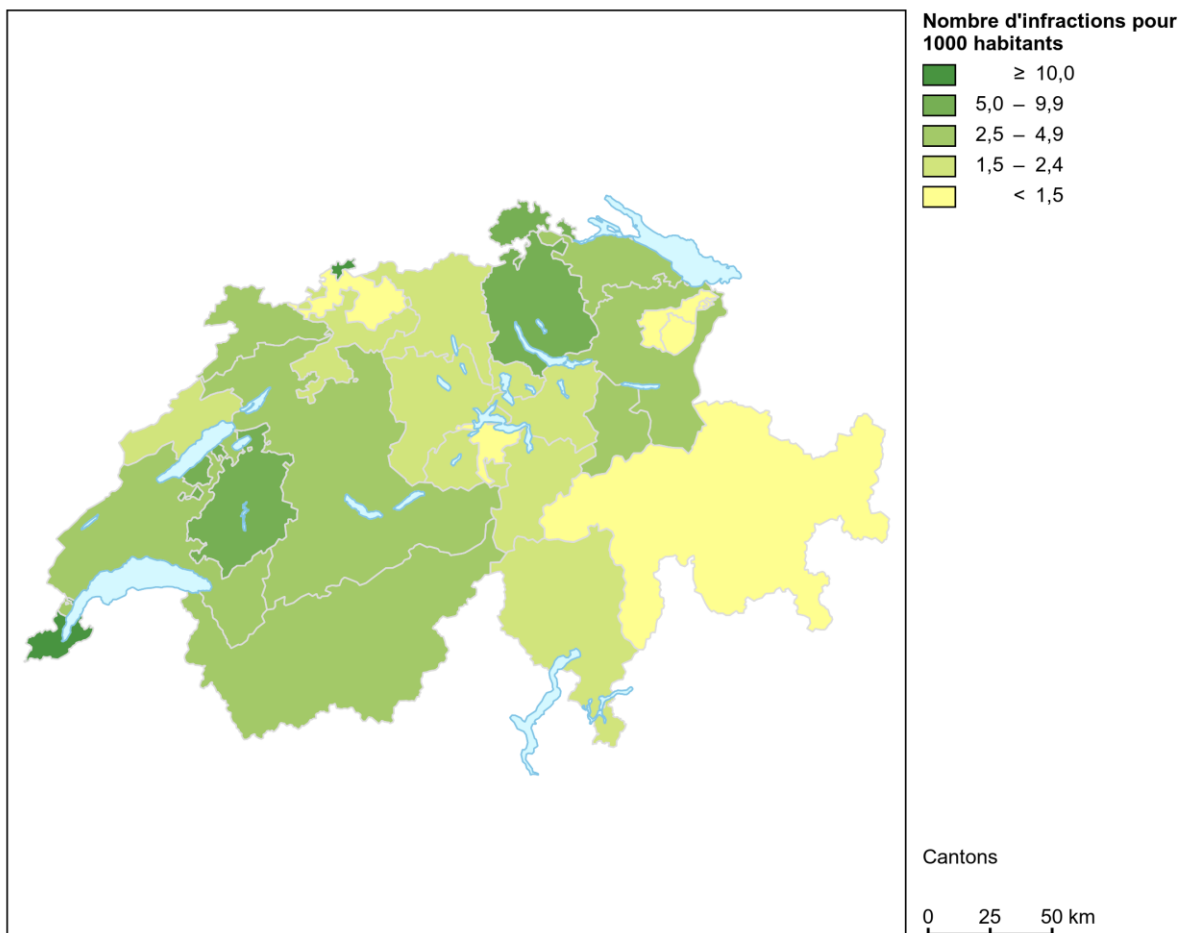 Nombre d'infractions pour
1000 habitants
≥ 10,0
5,0 – 9,9
2,5 – 4,9
1,5 – 2,4
< 1,5
Cantons
0 25 50 km